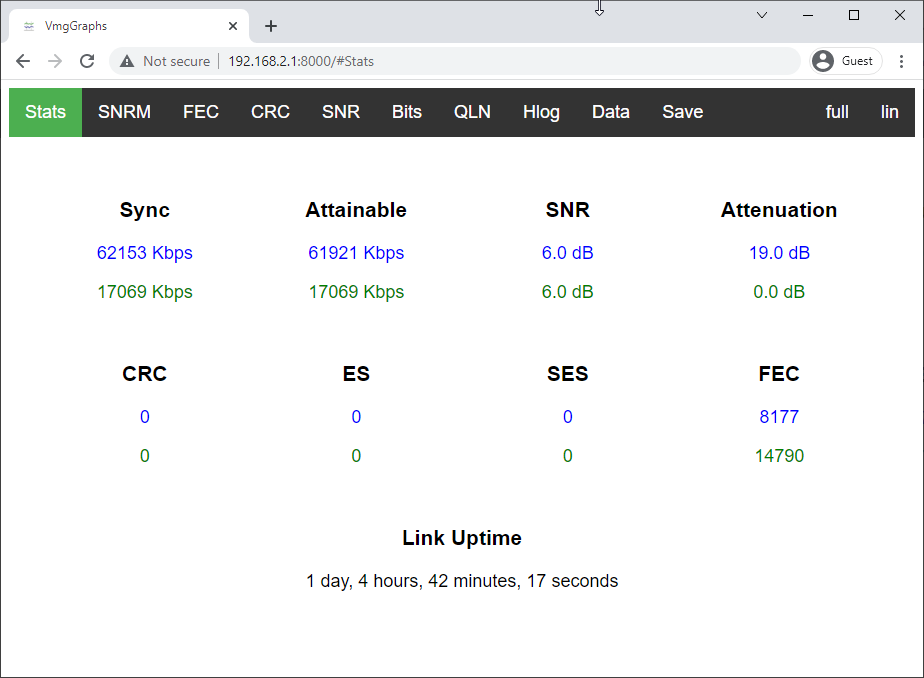 VmgGraphs
Not secure 192.168.2.1:8000/#Stats Guest
Stats SNRM FEC CRC SNR Bits QLN Hlog Data Save full lin
Sync Attainable SNR Attenuation
62153 Kbps 61921 Kbps 6.0 dB 19.0 dB
17069 Kbps 17069 Kbps 6.0 dB 0.0 dB
CRC ES SES FEC
0 0 0 8177
0 0 0 14790
Link Uptime
1 day, 4 hours, 42 minutes, 17 seconds